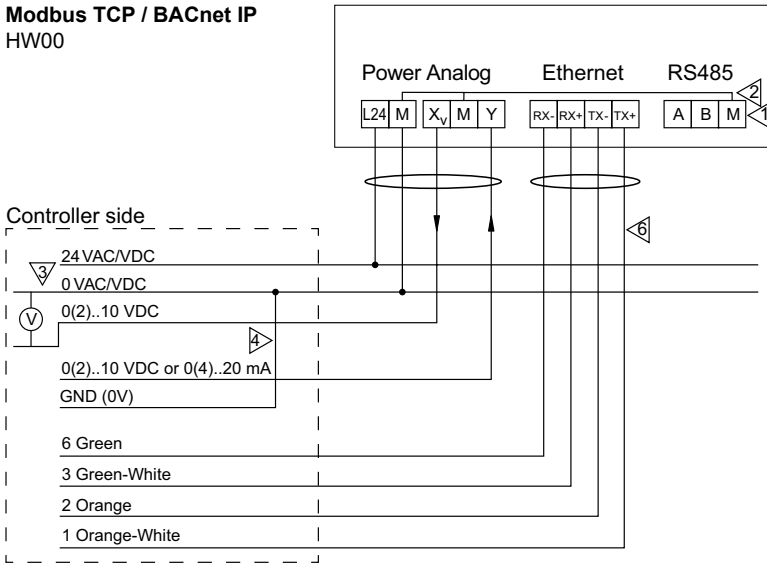 Modbus TCP / BACnet IP
HW00
Power Analog Ethernet RS485
2
L24 M Xv M Y RX- RX+ TX- TX+ A B M 1
Controller side
6
24 VAC/VDC
3
0 VAC/VDC
V 0(2)..10 VDC
4
0(2)..10 VDC or 0(4)..20 mA
GND (0V)
6 Green
3 Green-White
2 Orange
1 Orange-White